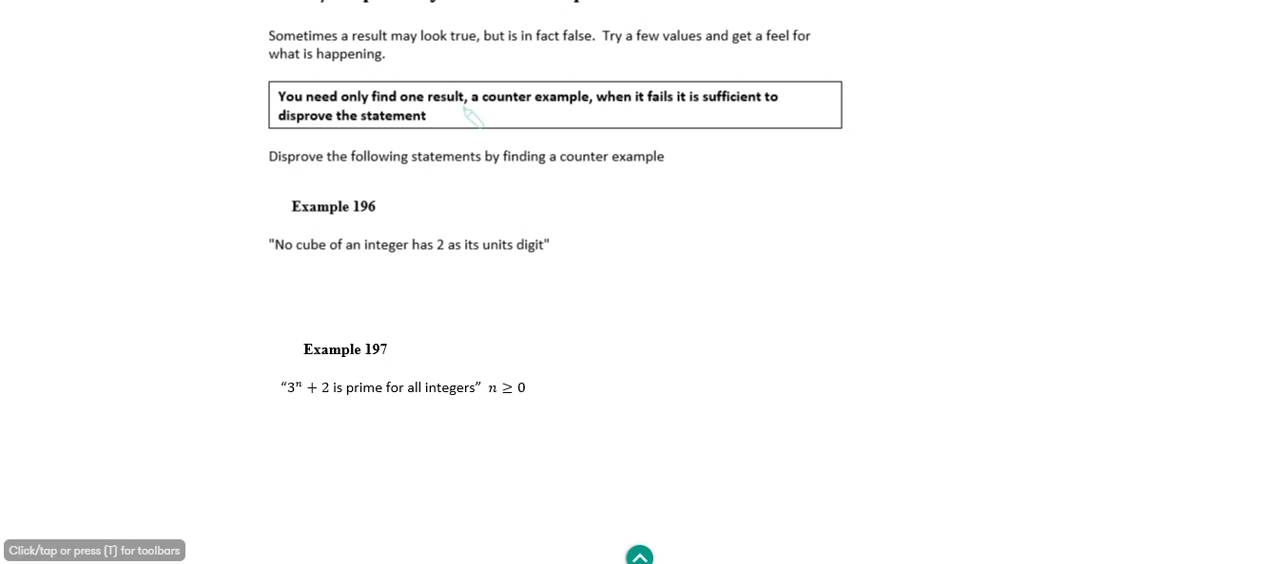 Sometimes a result may look true, but is in fact false. Try a few values and get a feel for
what is happening.
You need only find one result, a counter example, when it fails it is sufficient to
disprove the statement
Disprove the following statements by finding a counter example
Example 196
"No cube of an integer has 2 as its units digit"
Example 197
“3ⁿ + 2 is prime for all integers” n ≥ 0
Click/tap or press [T] for toolbars